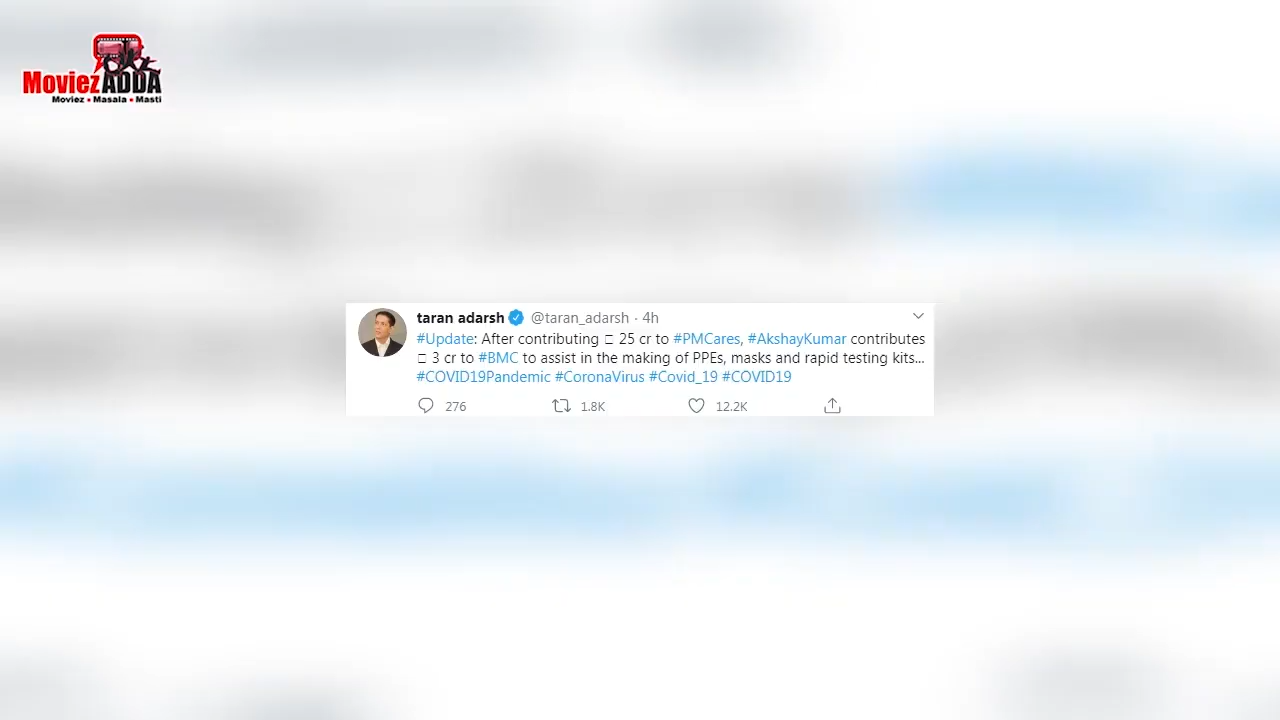 MoviezADDA
Moviez • Masala • Masti
taran adarsh @taran_adarsh · 4h
#Update: After contributing □ 25 cr to #PMCares, #AkshayKumar contributes
□ 3 cr to #BMC to assist in the making of PPEs, masks and rapid testing kits...
#COVID19Pandemic #CoronaVirus #Covid_19 #COVID19
276 1.8K 12.2K